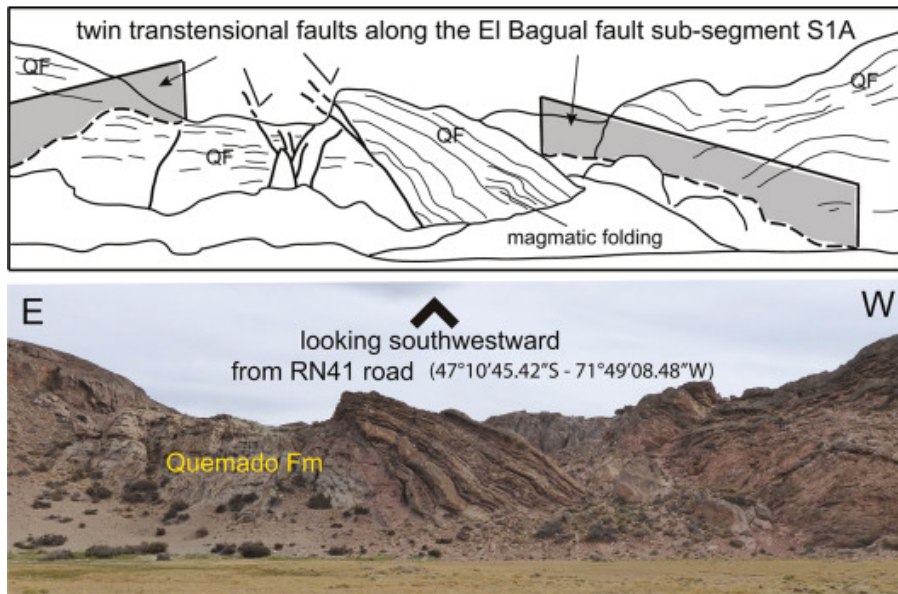 twin transtensional faults along the El Bagual fault sub-segment S1A
QF
QF
QF
QF
magmatic folding
E
W
looking southwestward
from RN41 road (47°10'45.42"S - 71°49'08.48"W)
Quemado Fm